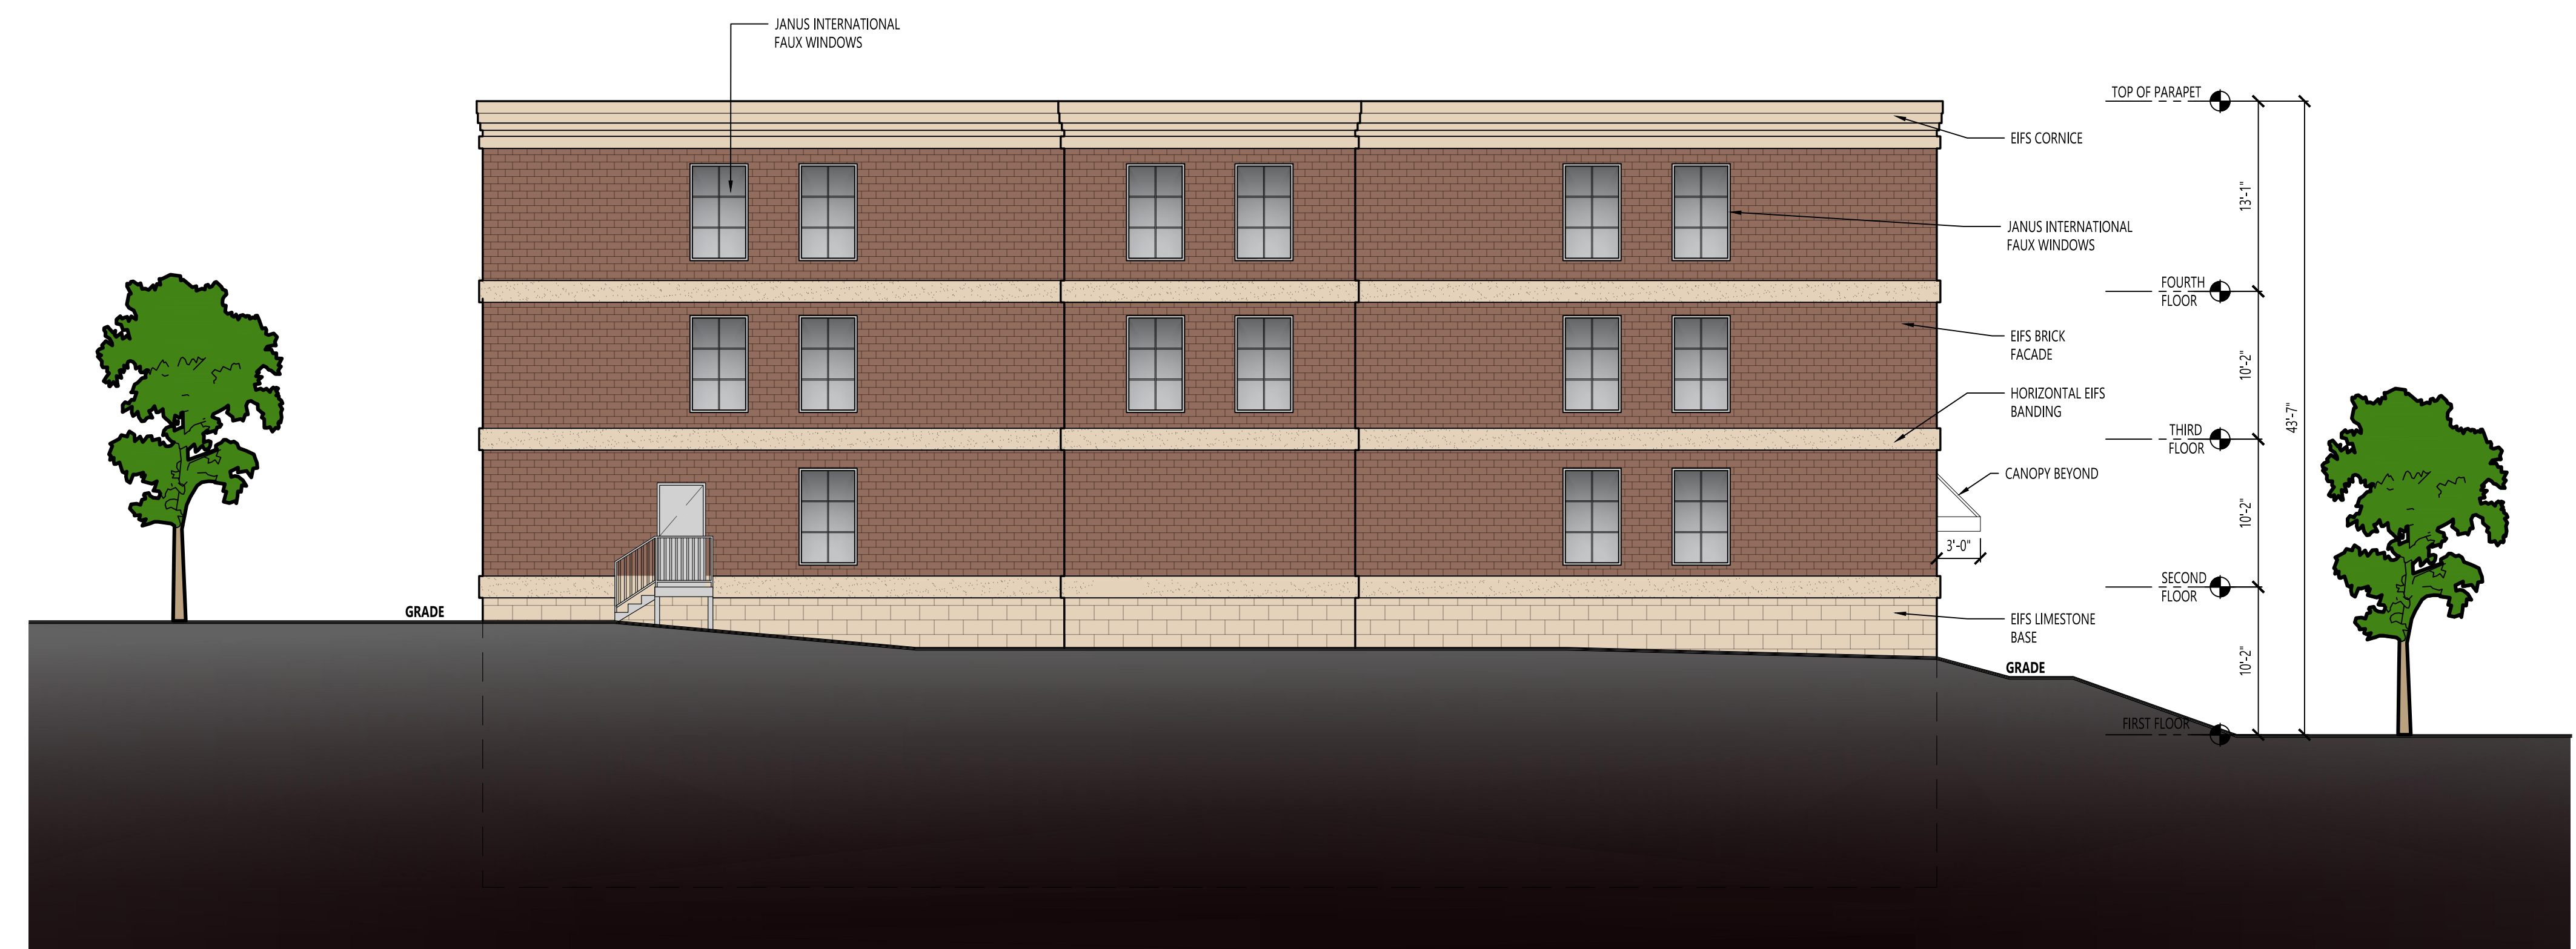 JANUS INTERNATIONAL
FAUX WINDOWS
TOP OF PARAPET
EIFS CORNICE
13'-1"
JANUS INTERNATIONAL
FAUX WINDOWS
FOURTH
FLOOR
EIFS BRICK
FACADE
10'-2"
HORIZONTAL EIFS
BANDING
43'-7"
THIRD
FLOOR
CANOPY BEYOND
10'-2"
3'-0"
SECOND
FLOOR
GRADE
EIFS LIMESTONE
BASE
10'-2"
GRADE
FIRST FLOOR